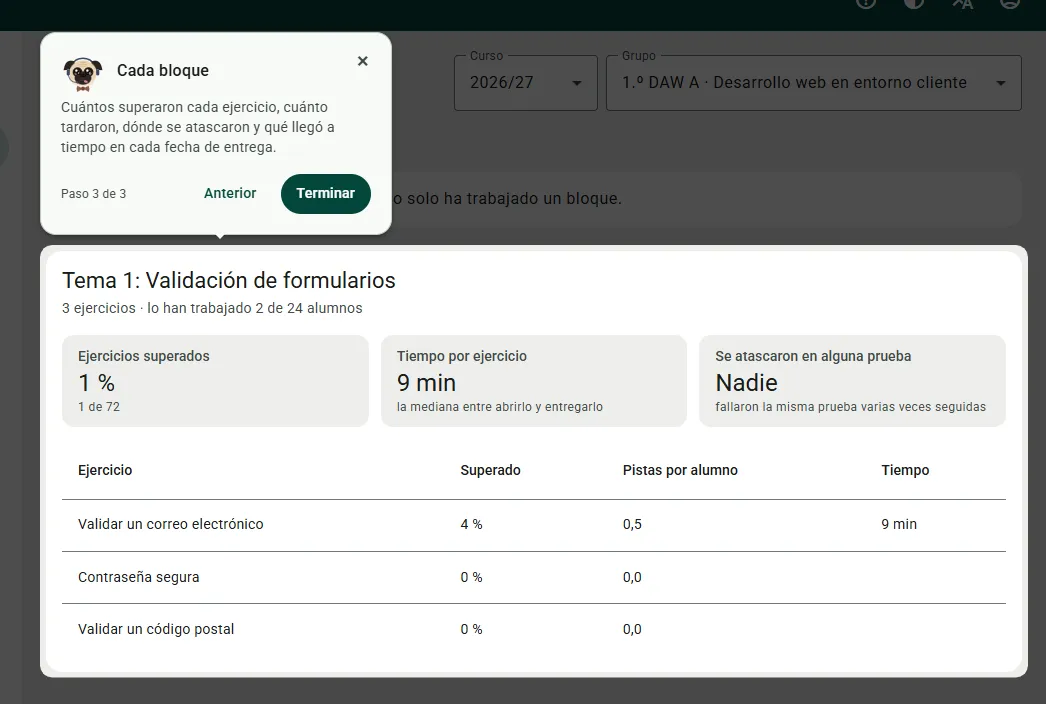 Curso
Grupo
2026/27
1.º DAW A · Desarrollo web en entorno cliente
Cada bloque
Cuántos superaron cada ejercicio, cuánto
tardaron, dónde se atascaron y qué llegó a
tiempo en cada fecha de entrega.
Paso 3 de 3
Anterior
Terminar
o solo ha trabajado un bloque.
Tema 1: Validación de formularios
3 ejercicios · lo han trabajado 2 de 24 alumnos
Ejercicios superados
1 %
1 de 72
Tiempo por ejercicio
9 min
la mediana entre abrirlo y entregarlo
Se atascaron en alguna prueba
Nadie
fallaron la misma prueba varias veces seguidas
Ejercicio Superado Pistas por alumno Tiempo
Validar un correo electrónico 4 % 0,5 9 min
Contraseña segura 0 % 0,0
Validar un código postal 0 % 0,0